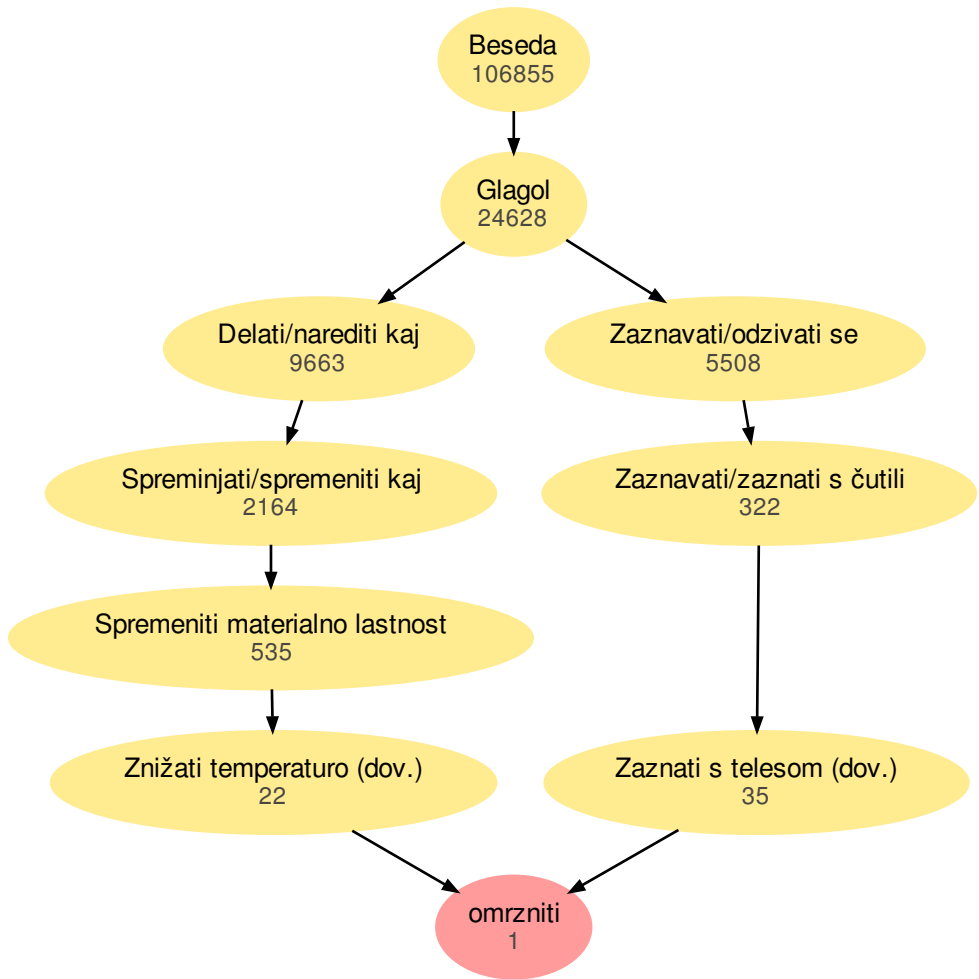 Beseda
106855
Glagol
24628
Delati/narediti kaj
9663
Zaznavati/odzivati se
5508
Spreminjati/spremeniti kaj
2164
Zaznavati/zaznati s čutili
322
Spremeniti materialno lastnost
535
Znižati temperaturo (dov.)
22
Zaznati s telesom (dov.)
35
omrzniti
1